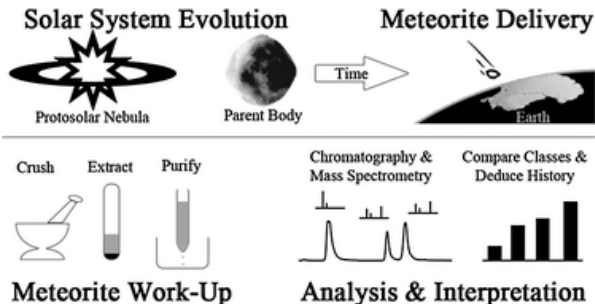 Solar System Evolution
Meteorite Delivery
Time
Protosolar Nebula
Parent Body
Earth
Crush
Extract
Purify
Chromatography &
Mass Spectrometry
Compare Classes &
Deduce History
Meteorite Work-Up
Analysis & Interpretation